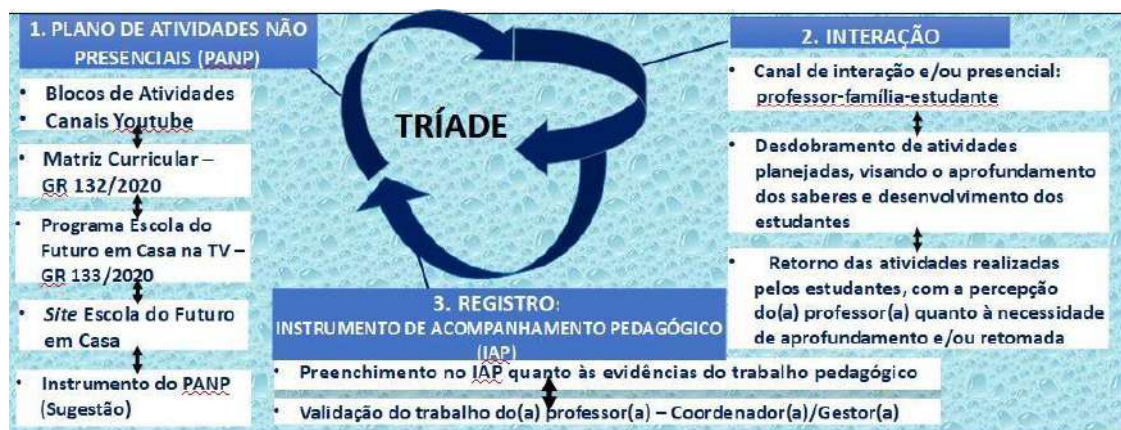 1. PLANO DE ATIVIDADES NÃO
PRESENCIAIS (PANP)
• Blocos de Atividades
• Canais Youtube
• Matriz Curricular –
GR 132/2020
• Programa Escola do
Futuro em Casa na TV –
GR 133/2020
• Site Escola do Futuro
em Casa
• Instrumento do PANP
(Sugestão)
TRÍADE
2. INTERAÇÃO
• Canal de interação e/ou presencial:
professor-família-estudante
• Desdobramento de atividades
planejadas, visando o aprofundamento
dos saberes e desenvolvimento dos
estudantes
• Retorno das atividades realizadas
pelos estudantes, com a percepção
do(a) professor(a) quanto à necessidade
de aprofundamento e/ou retomada
3. REGISTRO:
INSTRUMENTO DE ACOMPANHAMENTO PEDAGÓGICO
(IAP)
• Preenchimento no IAP quanto às evidências do trabalho pedagógico
• Validação do trabalho do(a) professor(a) – Coordenador(a)/Gestor(a)